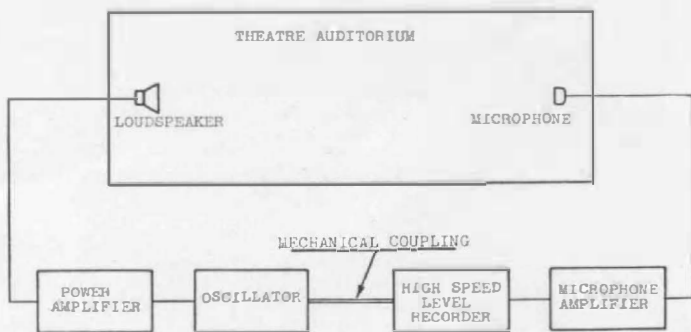 THEATRE AUDITORIUM
LOUDSPEAKER
MICROPHONE
MECHANICAL COUPLING
POWER
AMPLIFIER
OSCILLATOR
HIGH SPEED
LEVEL
RECORDER
MICROPHONE
AMPLIFIER